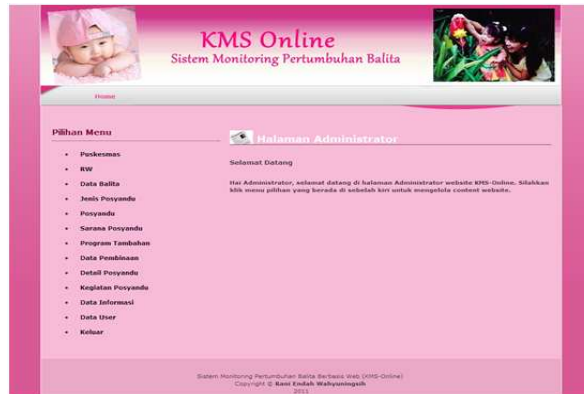 KMS Online
Sistem Monitoring Pertumbuhan Balita
Home
Pilihan Menu
Puskesmas
RW
Data Balita
Jenis Posyandu
Posyandu
Sarana Posyandu
Program Tambahan
Data Pembinaan
Detail Posyandu
Kegiatan Posyandu
Data Informasi
Data User
Keluar
Halaman Administrator
Selamat Datang
Hai Administrator, selamat datang di halaman Administrator website KMS-Online. Silahkan
klik menu pilihan yang berada di sebelah kiri untuk mengelola content website.
Sistem Monitoring Pertumbuhan Balita Berbasis Web (KMS-Online)
Copyright © Rani Endah Wahyuningsih
2011